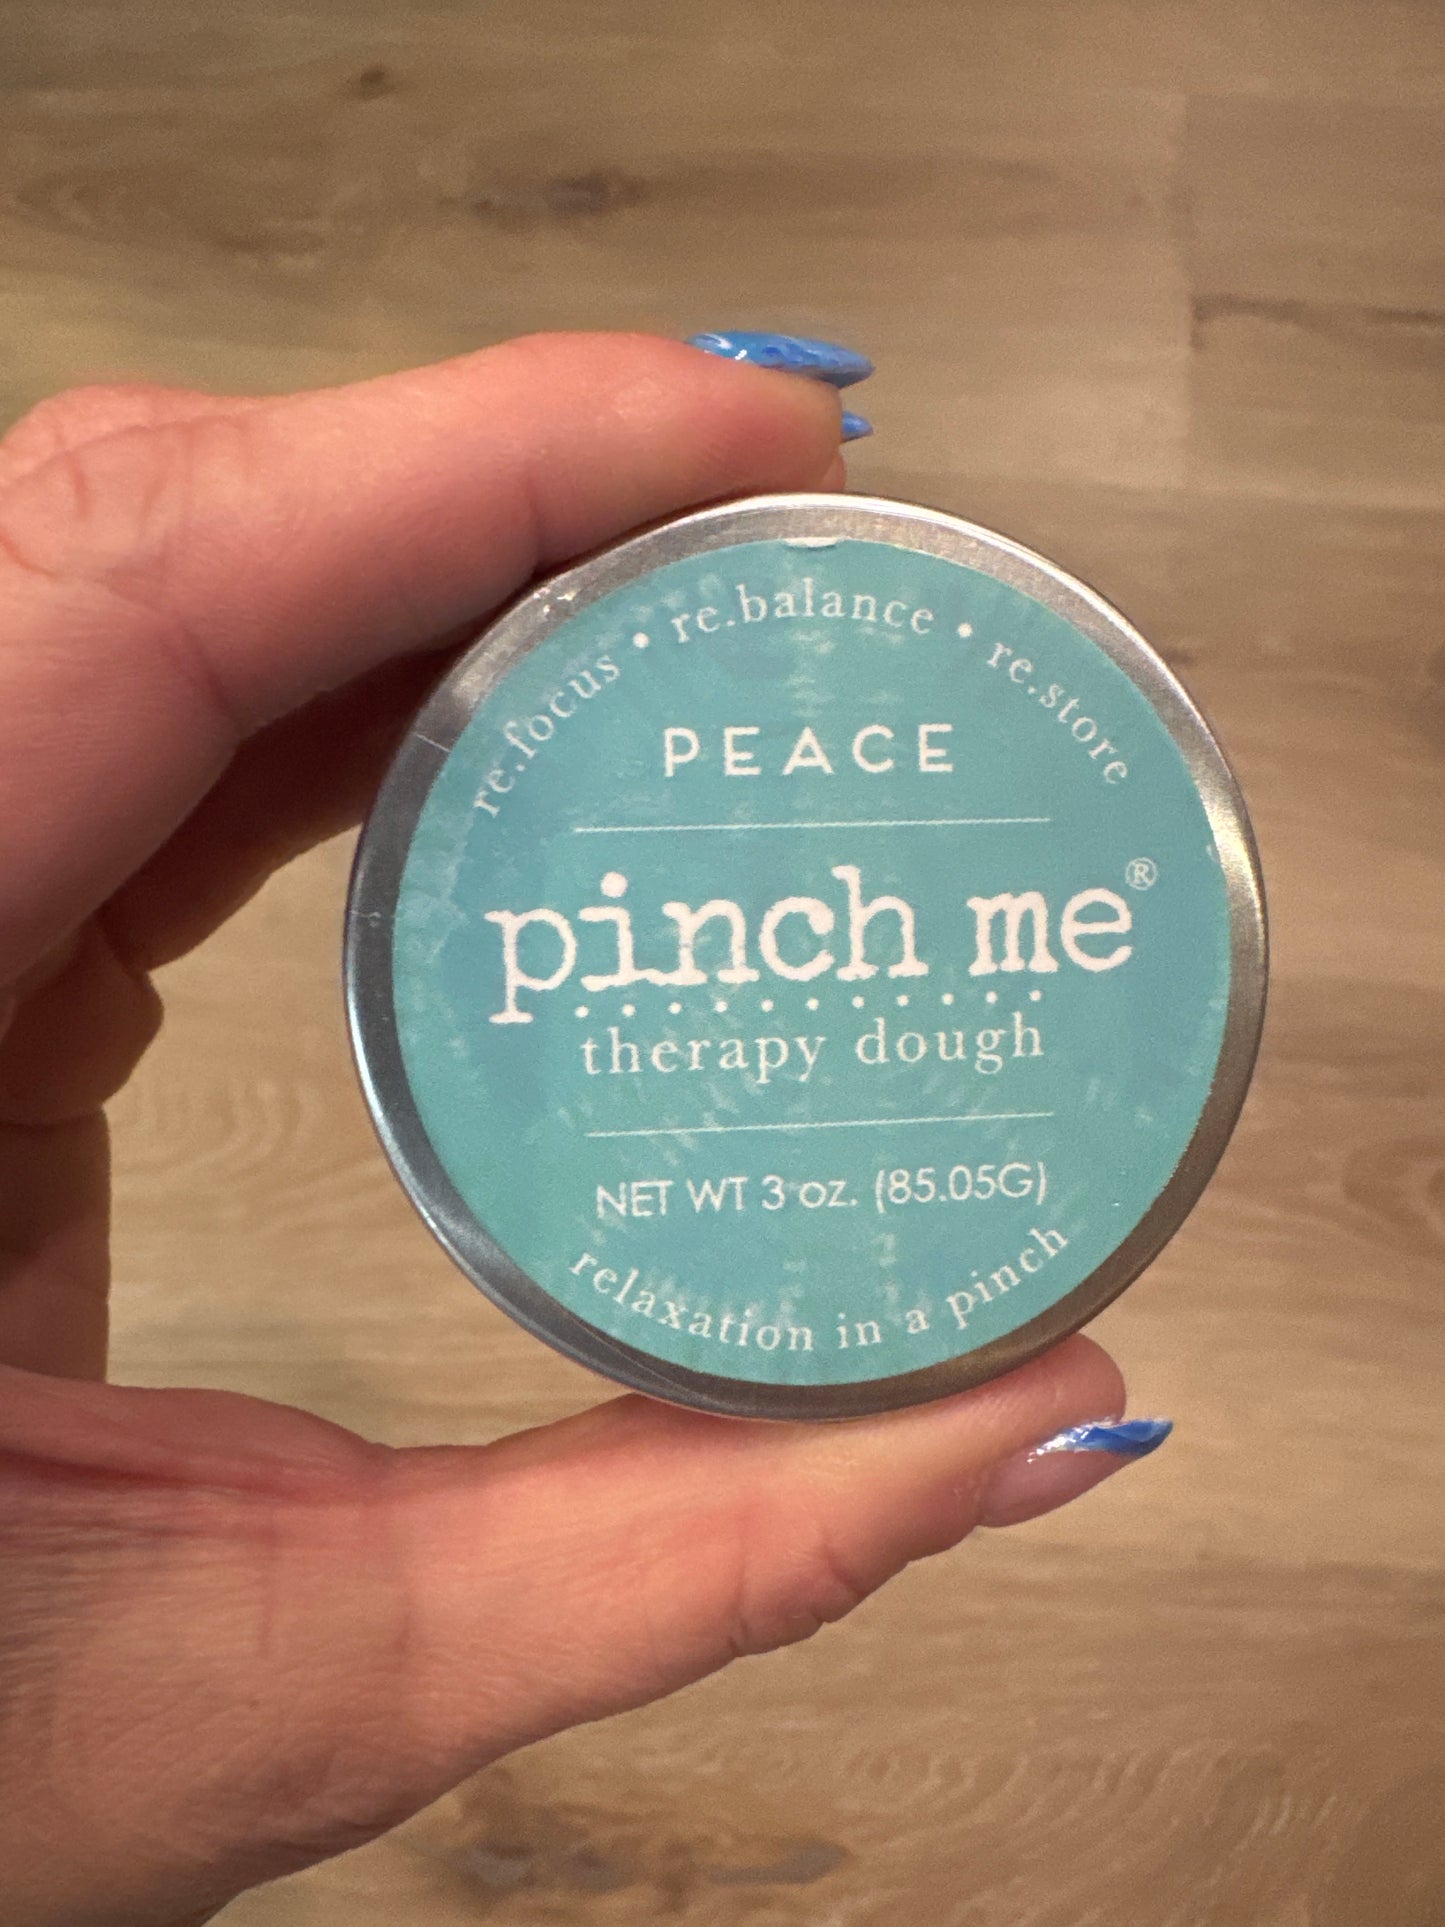 re.focus • re.balance • re.store
PEACE
pinch me®
therapy dough
NET WT 3 oz. (85.05G)
relaxation in a pinch